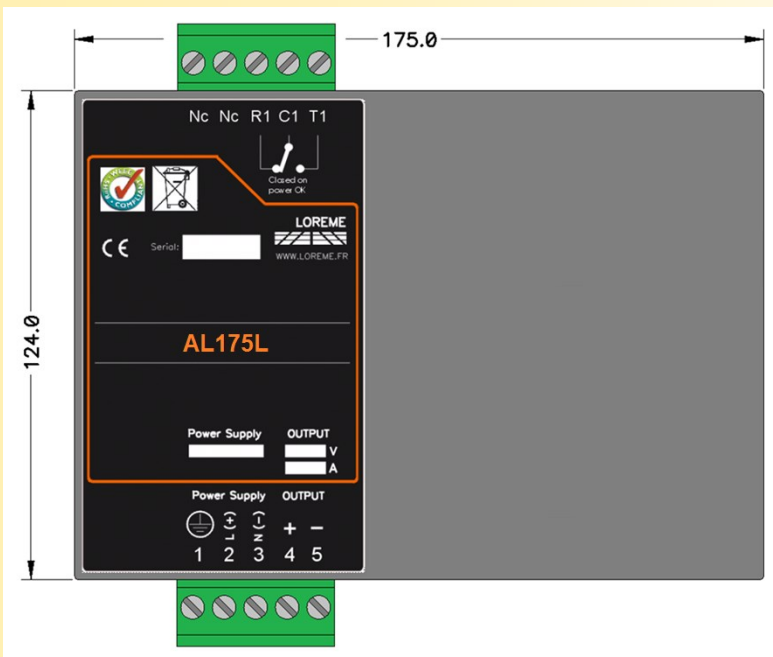 175.0
124.0
Nc Nc R1 C1 T1
Closed on
power OK
CE
Serial:
LOREME
WWW.LOREME.FR
AL175L
Power Supply OUTPUT
V
A
Power Supply OUTPUT
L (+) N (-) + -
1 2 3 4 5